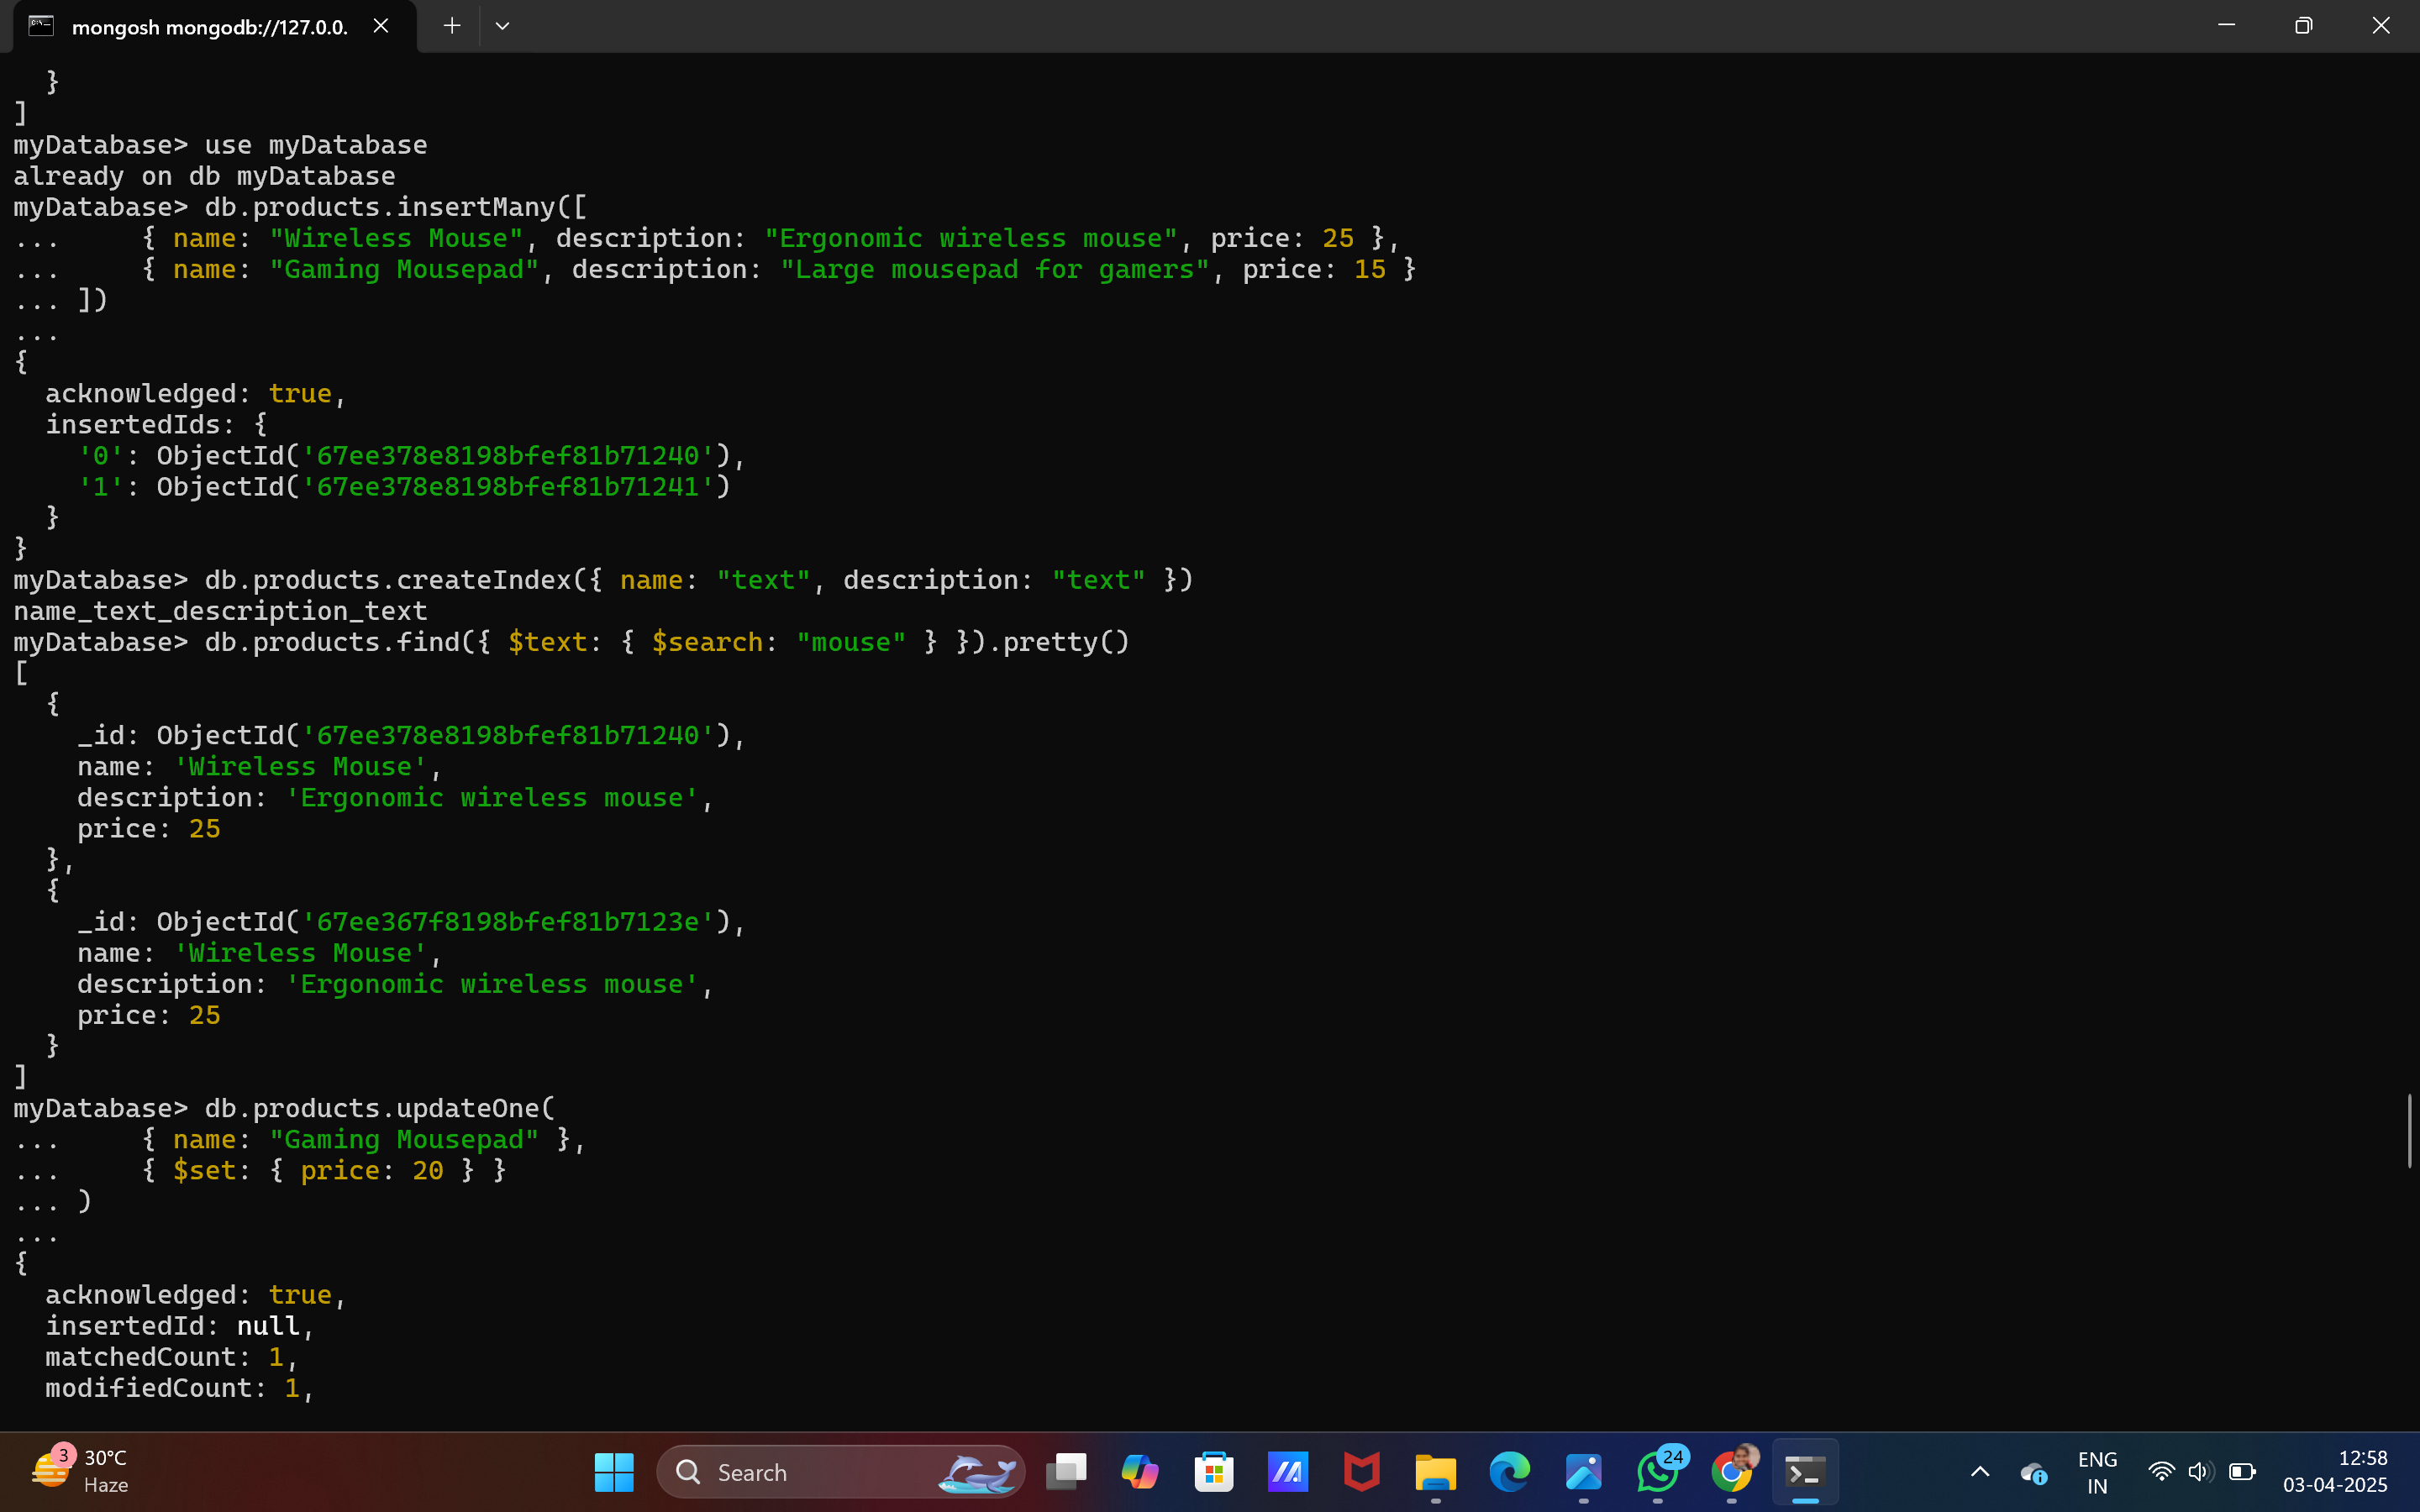 mongosh mongodb://127.0.0.
  }
]
myDatabase> use myDatabase
already on db myDatabase
myDatabase> db.products.insertMany([
...     { name: "Wireless Mouse", description: "Ergonomic wireless mouse", price: 25 },
...     { name: "Gaming Mousepad", description: "Large mousepad for gamers", price: 15 }
... ])
...
{
  acknowledged: true,
  insertedIds: {
    '0': ObjectId('67ee378e8198bfef81b71240'),
    '1': ObjectId('67ee378e8198bfef81b71241')
  }
}
myDatabase> db.products.createIndex({ name: "text", description: "text" })
name_text_description_text
myDatabase> db.products.find({ $text: { $search: "mouse" } }).pretty()
[
  {
    _id: ObjectId('67ee378e8198bfef81b71240'),
    name: 'Wireless Mouse',
    description: 'Ergonomic wireless mouse',
    price: 25
  },
  {
    _id: ObjectId('67ee367f8198bfef81b7123e'),
    name: 'Wireless Mouse',
    description: 'Ergonomic wireless mouse',
    price: 25
  }
]
myDatabase> db.products.updateOne(
...     { name: "Gaming Mousepad" },
...     { $set: { price: 20 } }
... )
...
{
  acknowledged: true,
  insertedId: null,
  matchedCount: 1,
  modifiedCount: 1,
3
30°C
Haze
Search
24
ENG
IN
12:58
03-04-2025